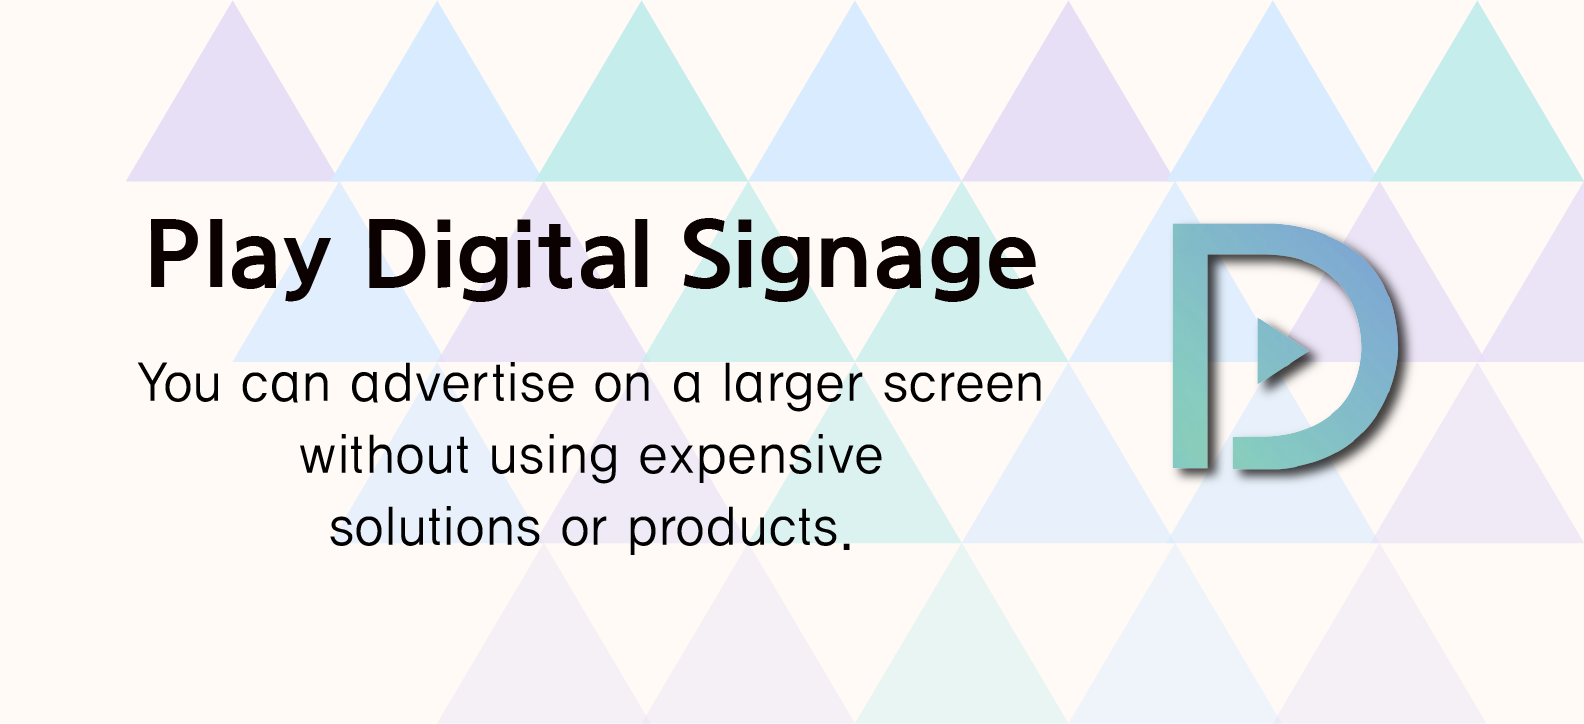 Play Digital Signage
You can advertise on a larger screen
without using expensive
solutions or products.